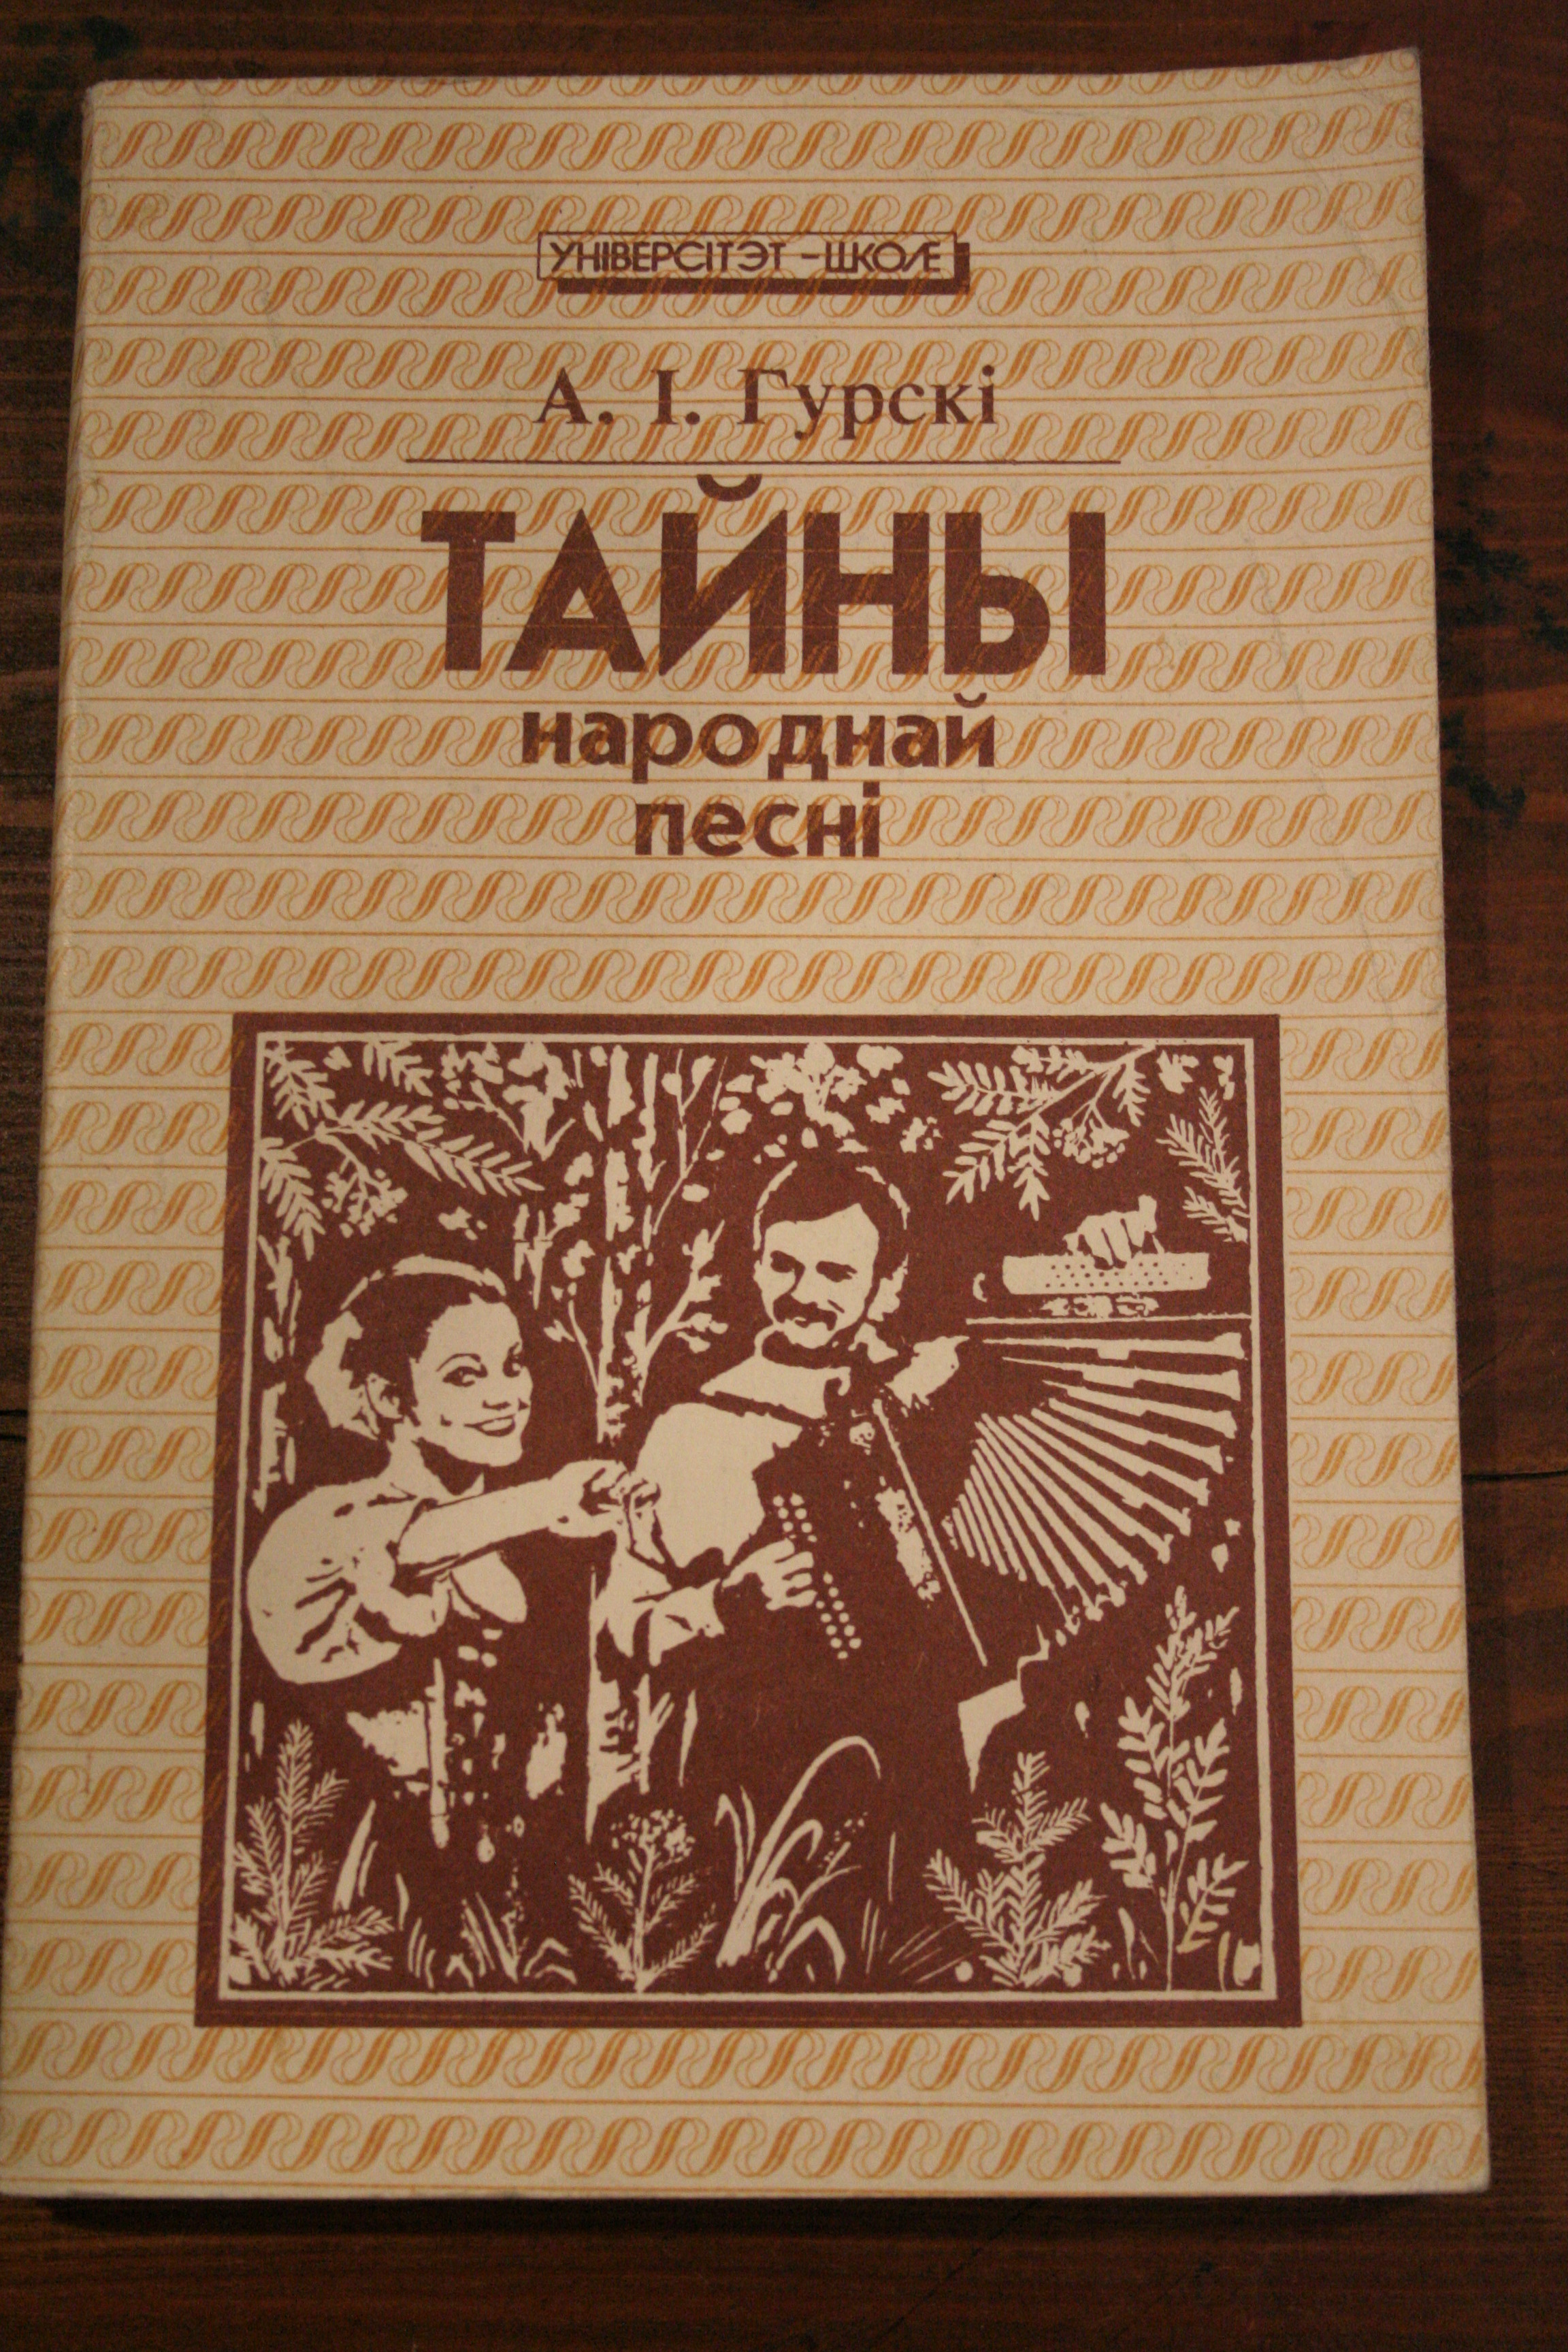 УНІВЕРСІТЭТ – ШКОЛЕ
А. І. Гурскі
ТАЙНЫ
народнай
песні